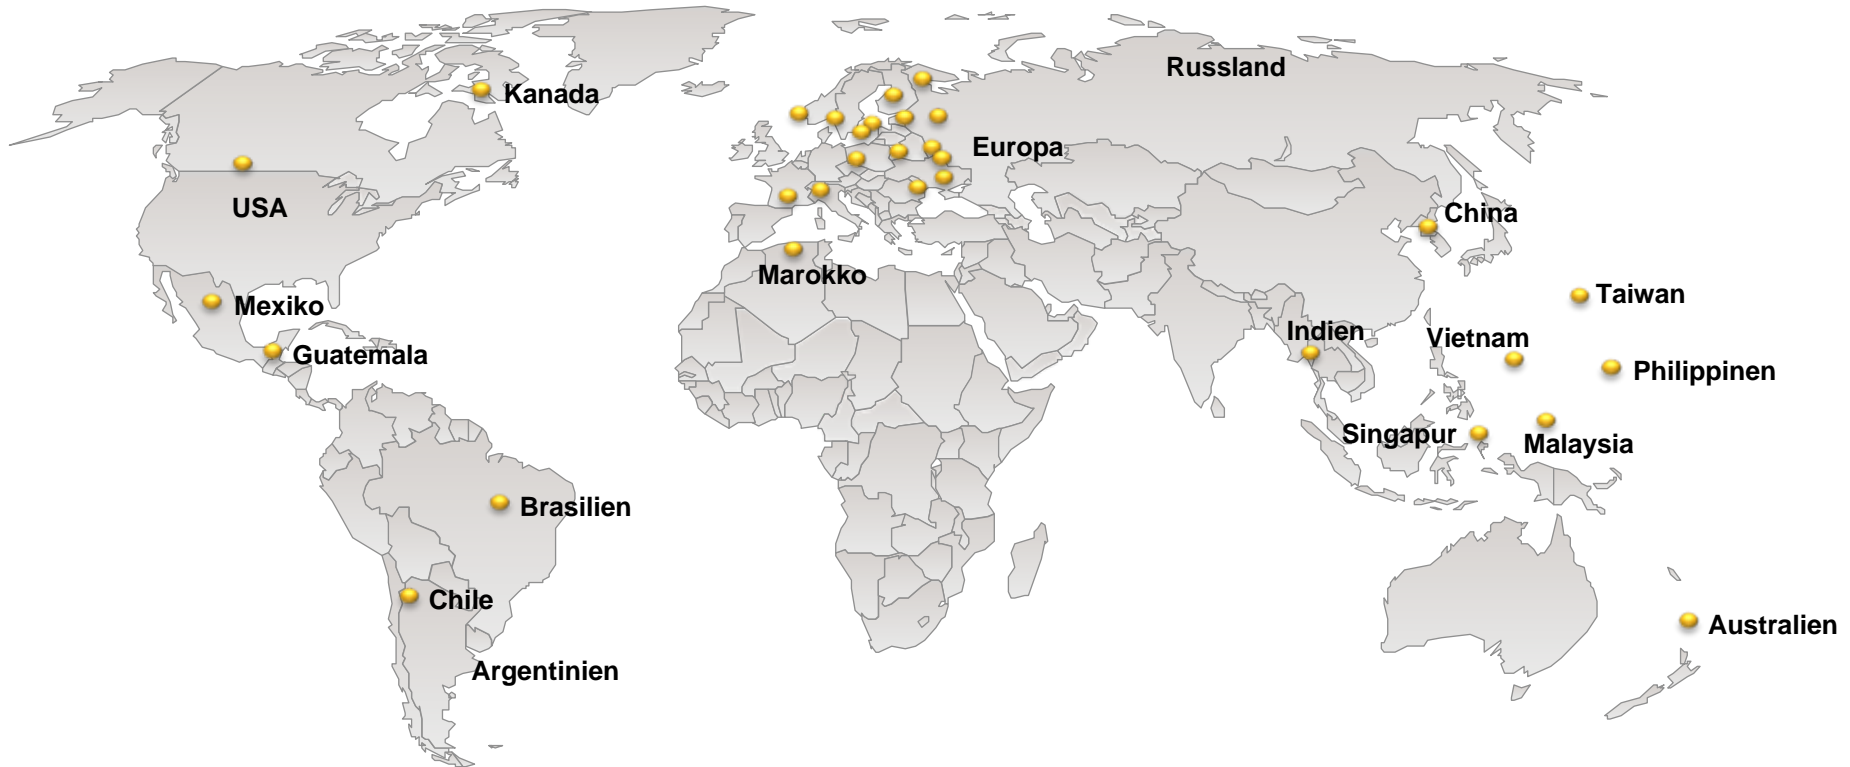 Russland
Kanada
Europa
USA
China
Marokko
Taiwan
Mexiko
Indien
Vietnam
Guatemala
Philippinen
Singapur
Malaysia
Brasilien
Chile
Australien
Argentinien